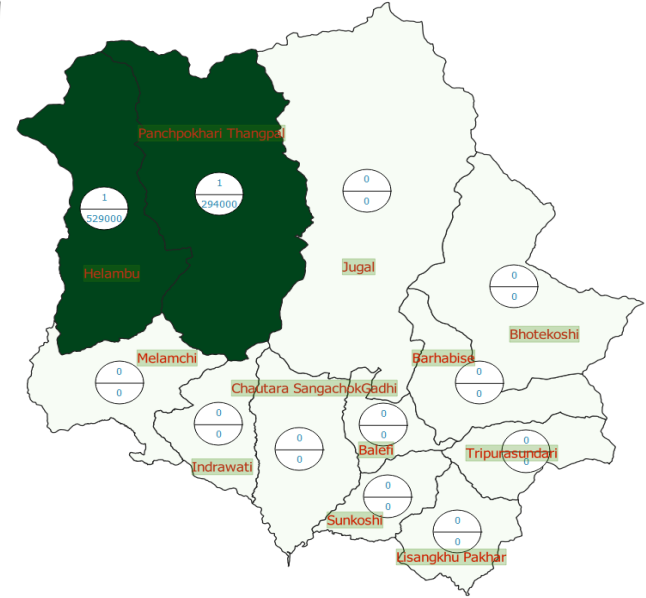 Panchpokhari Thangpal
1
294000
0
0
1
529000
Jugal
Helambu
0
0
Bhotekoshi
Melamchi
Barhabise
0
0
0
0
Chautara SangachokGadhi
0
0
0
0
0
0
Balefi
Tripurasundari
0
0
Indrawati
0
0
Sunkoshi
0
0
Lisangkhu Pakhar